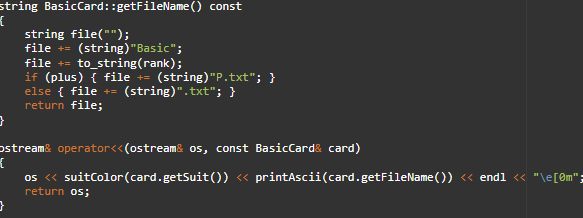 string BasicCard::getFileName() const
{
string file("");
file += (string)"Basic";
file += to_string(rank);
if (plus) { file += (string)"P.txt"; }
else { file += (string)".txt"; }
return file;
}
ostream& operator<<(ostream& os, const BasicCard& card)
{
os << suitColor(card.getSuit()) << printAscii(card.getFileName()) << endl << "\e[0m";
return os;
}